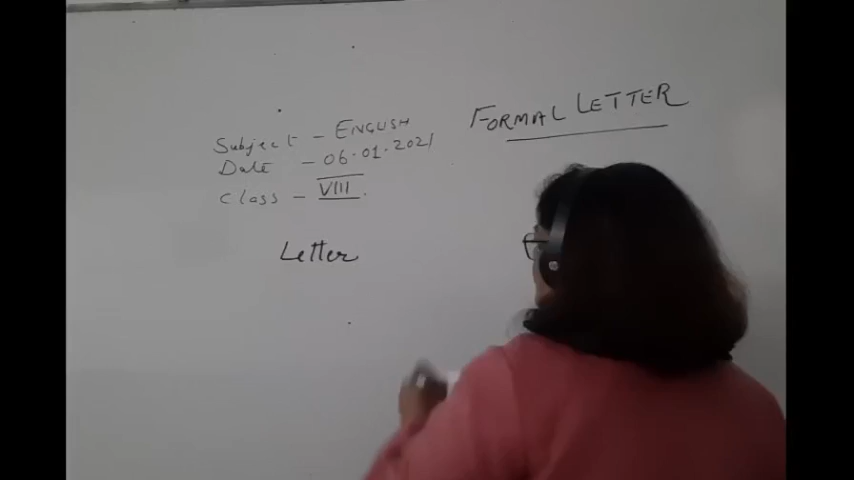 Subject - ENGLISH
Date - 06.01.2021
Class - VIII.
FORMAL LETTER
Letter